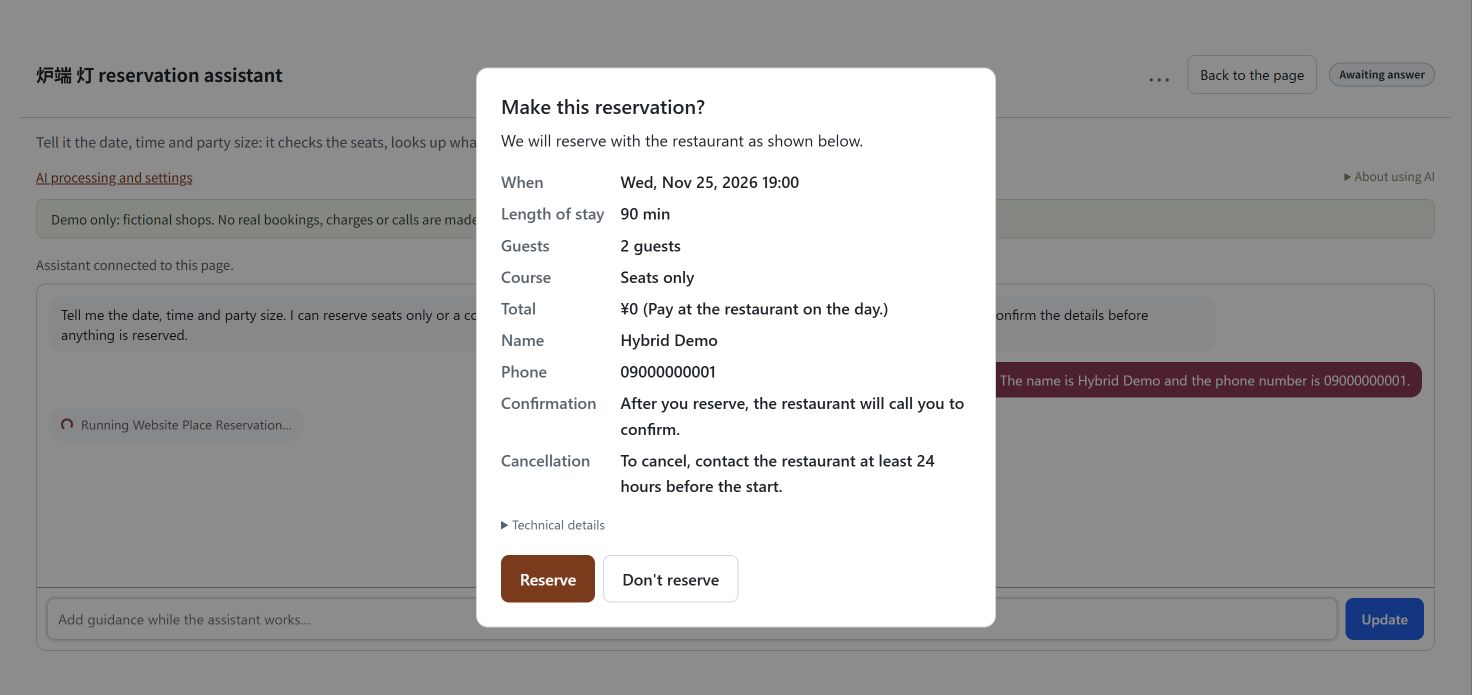 炉端 灯 reservation assistant
... Back to the page Awaiting answer
Tell it the date, time and party size: it checks the seats, looks up
AI processing and settings
▶ About using AI
Demo only: fictional shops. No real bookings, charges or calls are made
Assistant connected to this page.
Tell me the date, time and party size. I can reserve seats only or a
the details before
anything is reserved.
The name is Hybrid Demo and the phone number is 09000000001.
Running Website Place Reservation...
Add guidance while the assistant works...
Update
Make this reservation?
We will reserve with the restaurant as shown below.
When Wed, Nov 25, 2026 19:00
Length of stay 90 min
Guests 2 guests
Course Seats only
Total ¥0 (Pay at the restaurant on the day.)
Name Hybrid Demo
Phone 09000000001
Confirmation After you reserve, the restaurant will call you to
confirm.
Cancellation To cancel, contact the restaurant at least 24
hours before the start.
▶ Technical details
Reserve Don't reserve